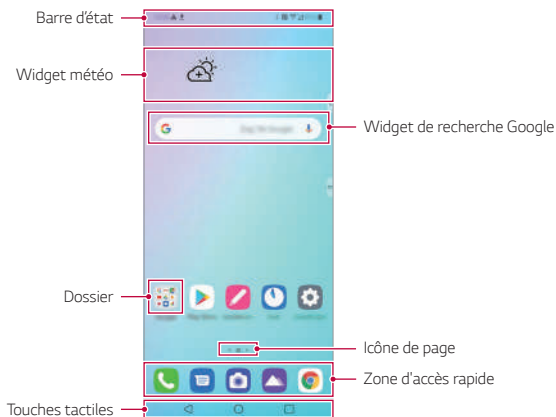 Barre d'état
Widget météo
Widget de recherche Google
Dossier
Icône de page
Zone d'accès rapide
Touches tactiles